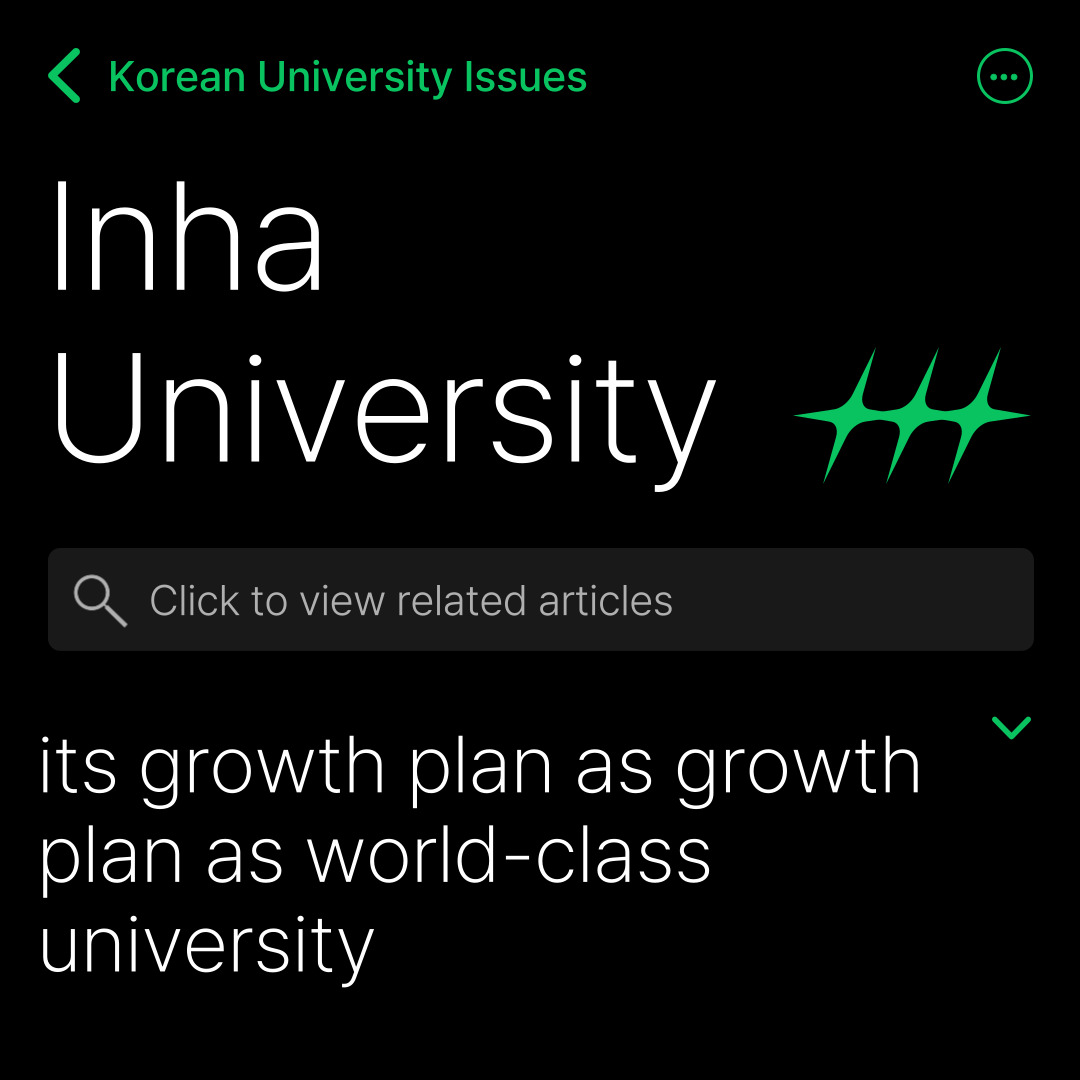 Korean University Issues
Inha
University
Click to view related articles
its growth plan as growth
plan as world-class
university